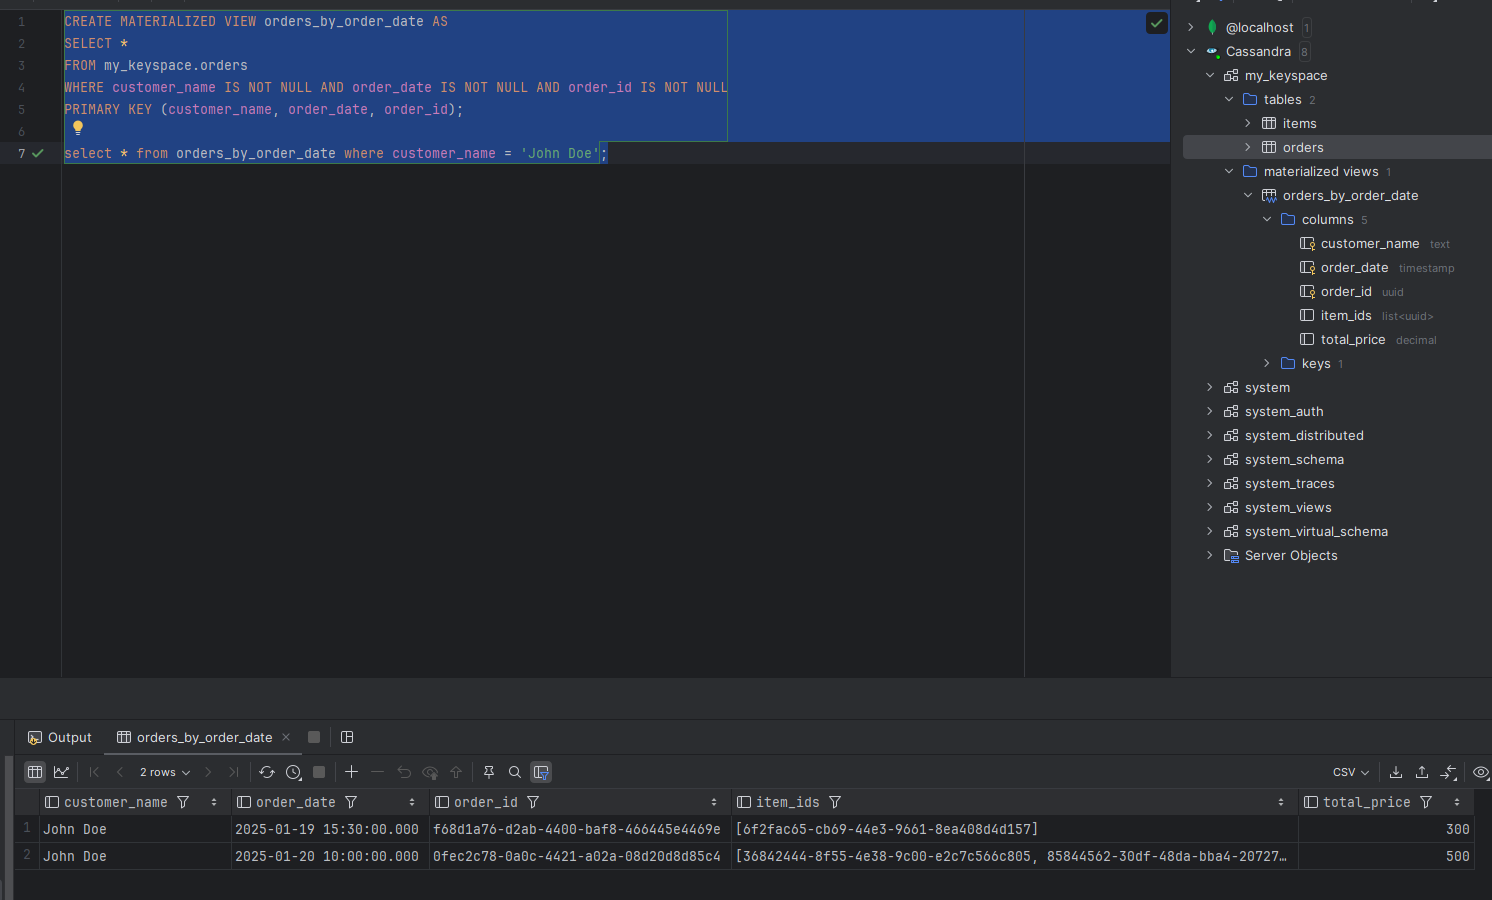 1 CREATE MATERIALIZED VIEW orders_by_order_date AS
2 SELECT *
3 FROM my_keyspace.orders
4 WHERE customer_name IS NOT NULL AND order_date IS NOT NULL AND order_id IS NOT NULL
5 PRIMARY KEY (customer_name, order_date, order_id);
6
7 select * from orders_by_order_date where customer_name = 'John Doe';
@localhost 1
Cassandra 8
my_keyspace
tables 2
items
orders
materialized views 1
orders_by_order_date
columns 5
customer_name text
order_date timestamp
order_id uuid
item_ids list<uuid>
total_price decimal
keys 1
system
system_auth
system_distributed
system_schema
system_traces
system_views
system_virtual_schema
Server Objects
Output orders_by_order_date
2 rows CSV
customer_name order_date order_id item_ids total_price
1 John Doe 2025-01-19 15:30:00.000 f68d1a76-d2ab-4400-baf8-466445e4469e [6f2fac65-cb69-44e3-9661-8ea408d4d157] 300
2 John Doe 2025-01-20 10:00:00.000 0fec2c78-0a0c-4421-a02a-08d20d8d85c4 [36842444-8f55-4e38-9c00-e2c7c566c805, 85844562-30df-48da-bba4-20727… 500